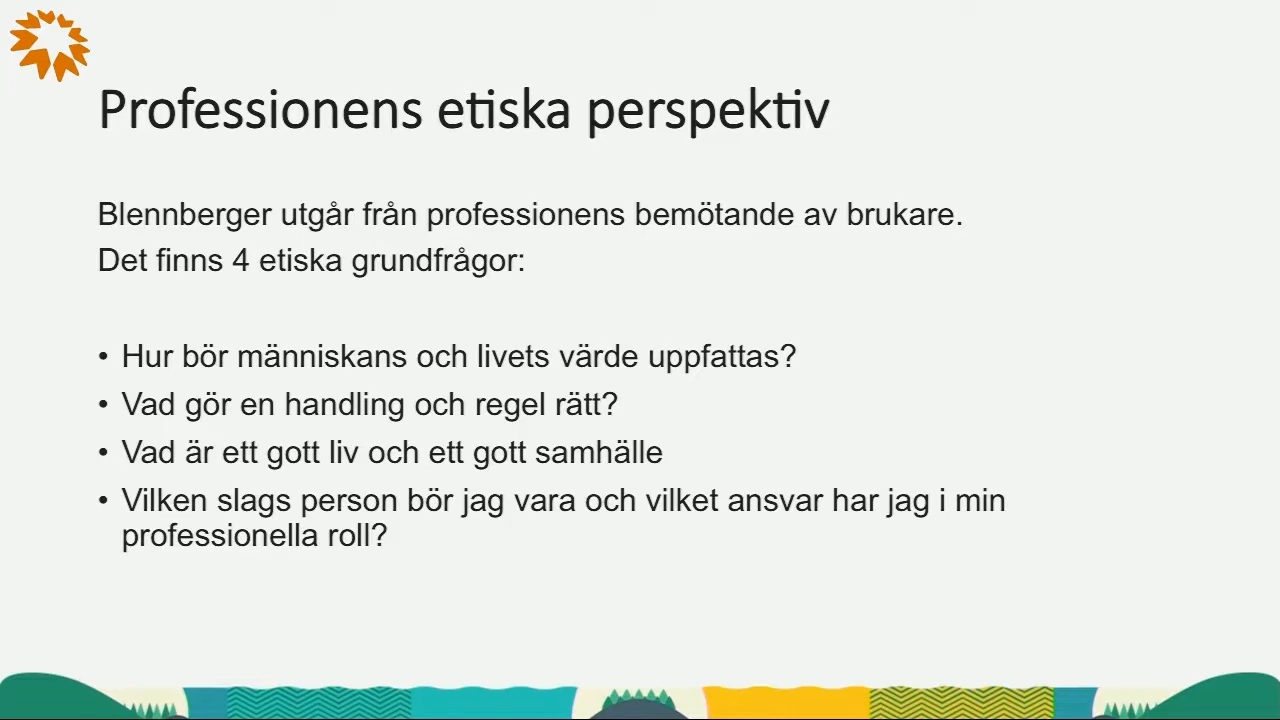 Professionens etiska perspektiv
Blennberger utgår från professionens bemötande av brukare.
Det finns 4 etiska grundfrågor:
• Hur bör människans och livets värde uppfattas?
• Vad gör en handling och regel rätt?
• Vad är ett gott liv och ett gott samhälle
• Vilken slags person bör jag vara och vilket ansvar har jag i min
professionella roll?